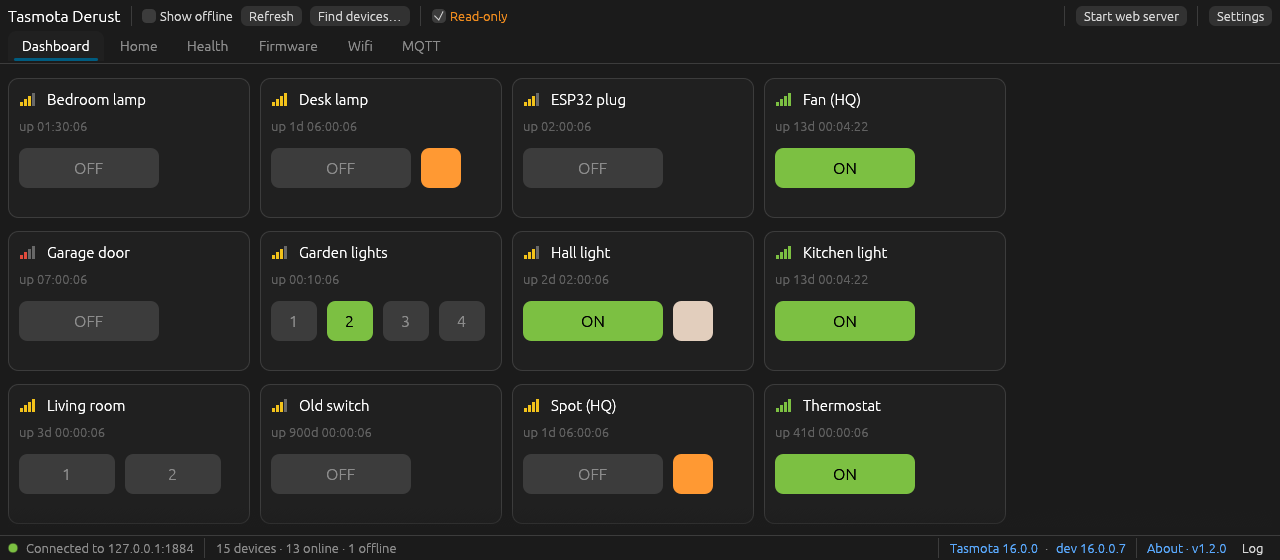 Tasmota Derust Show offline Refresh Find devices... Read-only Start web server Settings
Dashboard Home Health Firmware Wifi MQTT
Bedroom lamp Desk lamp ESP32 plug Fan (HQ)
up 01:30:06 up 1d 06:00:06 up 02:00:06 up 13d 00:04:22
OFF OFF OFF ON
Garage door Garden lights Hall light Kitchen light
up 07:00:06 up 00:10:06 up 2d 02:00:06 up 13d 00:04:22
OFF 1 2 3 4 ON ON
Living room Old switch Spot (HQ) Thermostat
up 3d 00:00:06 up 900d 00:00:06 up 1d 06:00:06 up 41d 00:00:06
1 2 OFF OFF ON
Connected to 127.0.0.1:1884 15 devices · 13 online · 1 offline Tasmota 16.0.0 · dev 16.0.0.7 About · v1.2.0 Log